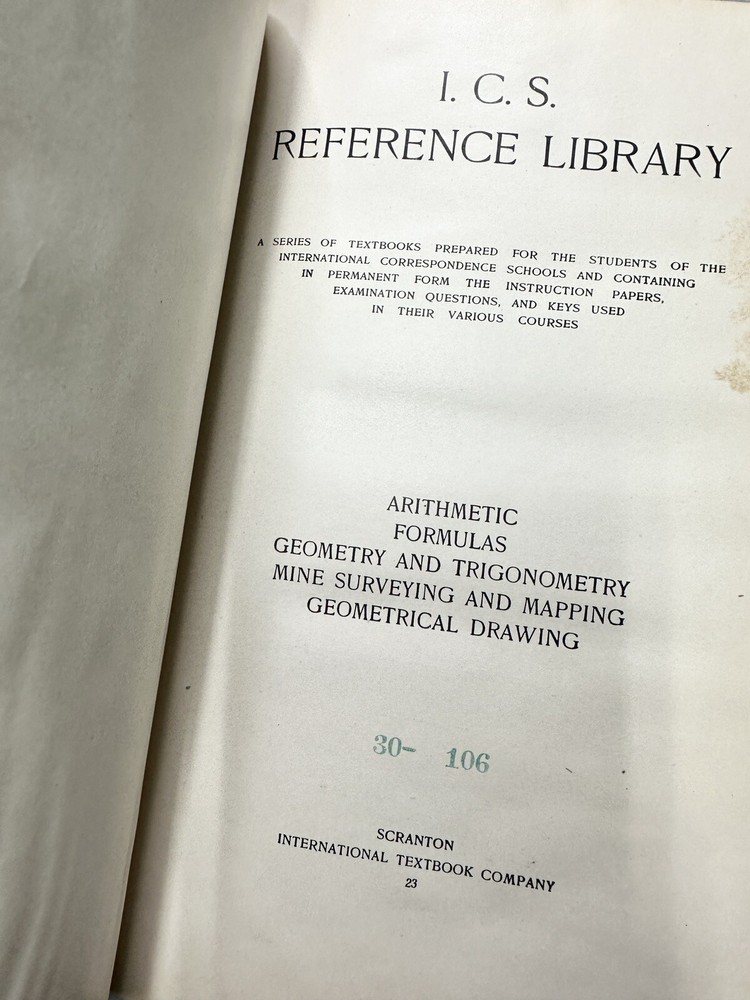 I. C. S.
REFERENCE LIBRARY
A SERIES OF TEXTBOOKS PREPARED FOR THE STUDENTS OF THE
INTERNATIONAL CORRESPONDENCE SCHOOLS AND CONTAINING
IN PERMANENT FORM THE INSTRUCTION PAPERS,
EXAMINATION QUESTIONS, AND KEYS USED
IN THEIR VARIOUS COURSES
ARITHMETIC
FORMULAS
GEOMETRY AND TRIGONOMETRY
MINE SURVEYING AND MAPPING
GEOMETRICAL DRAWING
30- 106
SCRANTON
INTERNATIONAL TEXTBOOK COMPANY
23